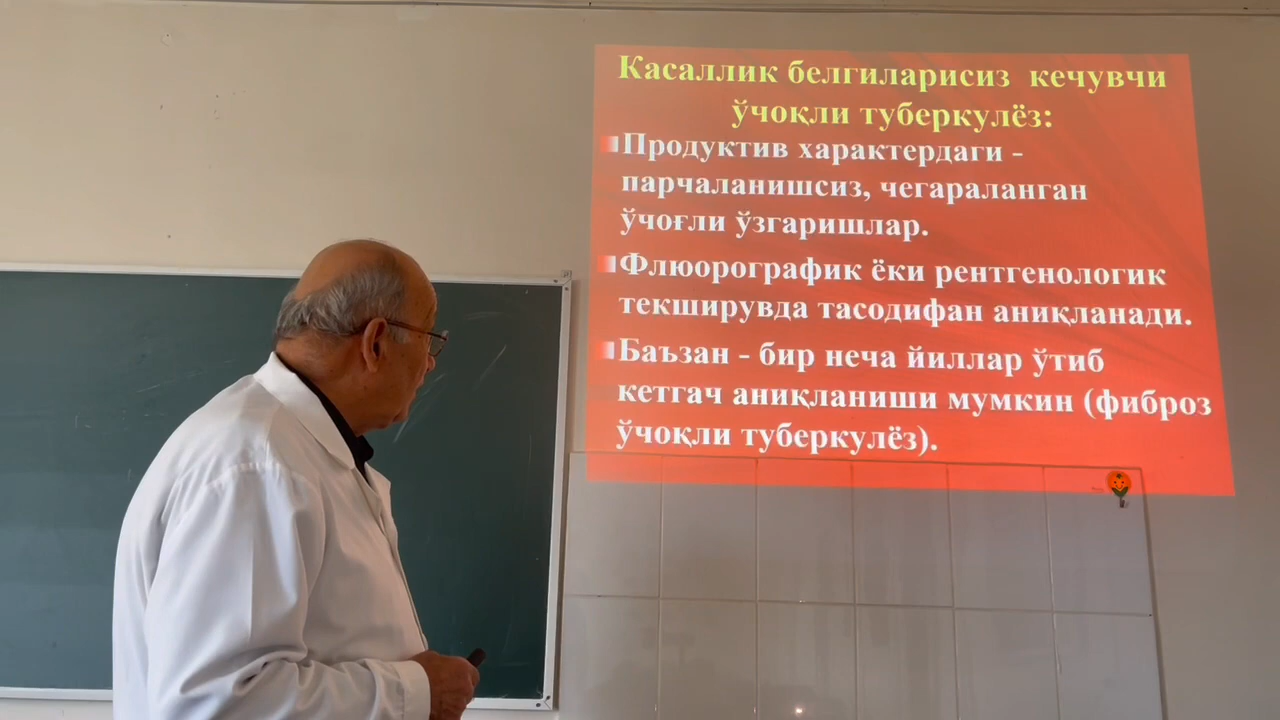 Касаллик белгиларисиз кечувчи
ўчоқли туберкулёз:
Продуктив характердаги -
парчаланишсиз, чегараланган
ўчоғли ўзгаришлар.
Флюорографик ёки рентгенологик
текширувда тасодифан аниқланади.
Баъзан - бир неча йиллар ўтиб
кетгач аниқланиши мумкин (фиброз
ўчоқли туберкулёз).